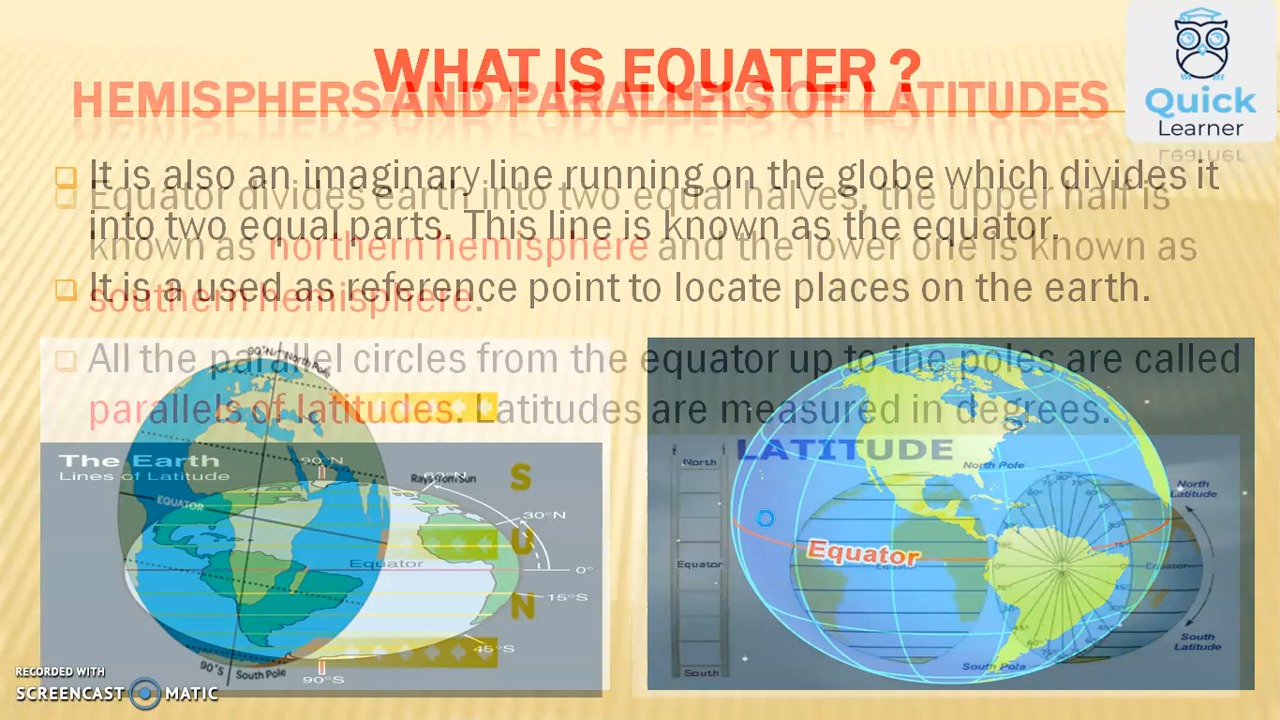 WHAT IS EQUATER ?
HEMISPHERS AND PARALLELS OF LATITUDES
Quick
Learner
It is also an imaginary line running on the globe which divides it
into two equal parts. This line is known as the equator.
It is a used as reference point to locate places on the earth.
Equator divides earth into two equal halves, the upper half is
known as northern hemisphere and the lower one is known as
southern hemisphere.
All the parallel circles from the equator up to the poles are called
parallels of latitudes. Latitudes are measured in degrees.
90°N North Pole
EQUATOR
Rays from Sun
S
U
N
90°S South Pole
The Earth
Lines of Latitude
90°N
60°N
30°N
Equator
0°
15°S
45°S
90°S
Equator
LATITUDE
North
Equator
South
North Pole
North
Latitude
Equator
Equator
South
Latitude
South Pole
RECORDED WITH
SCREENCAST MATIC